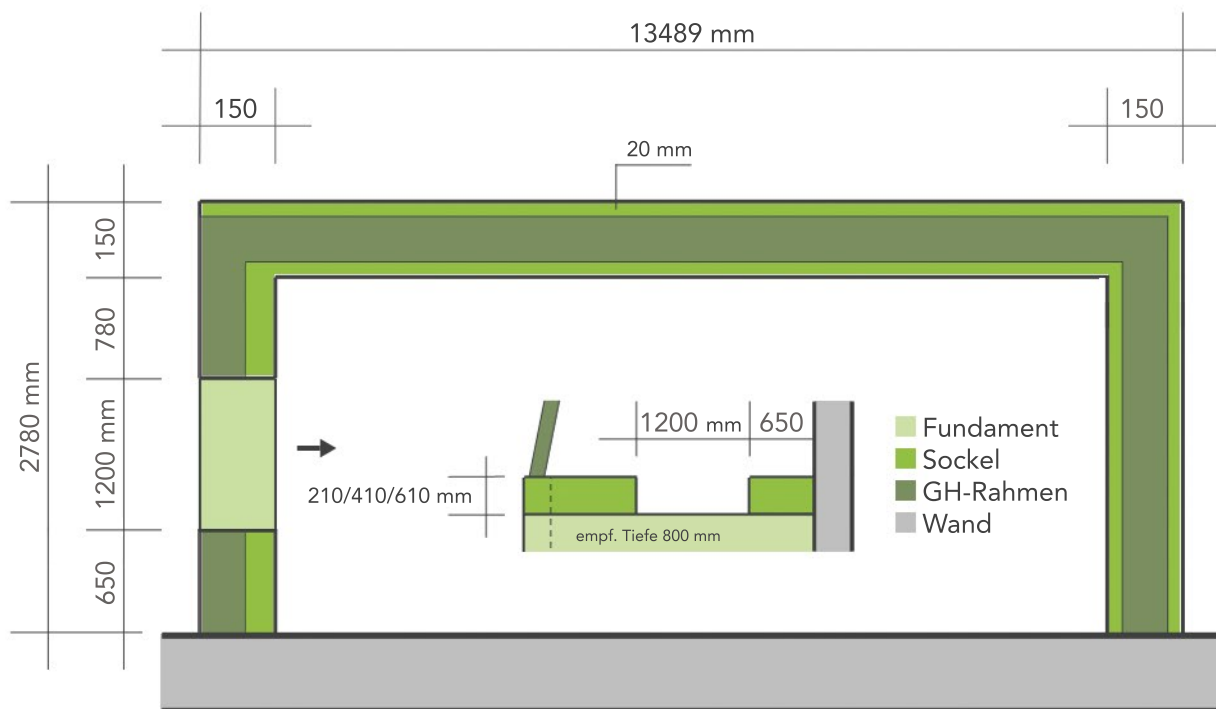 13489 mm
150
150
20 mm
150
780
1200 mm
650
2780 mm
1200 mm
650
210/410/610 mm
empf. Tiefe 800 mm
Fundament
Sockel
GH-Rahmen
Wand